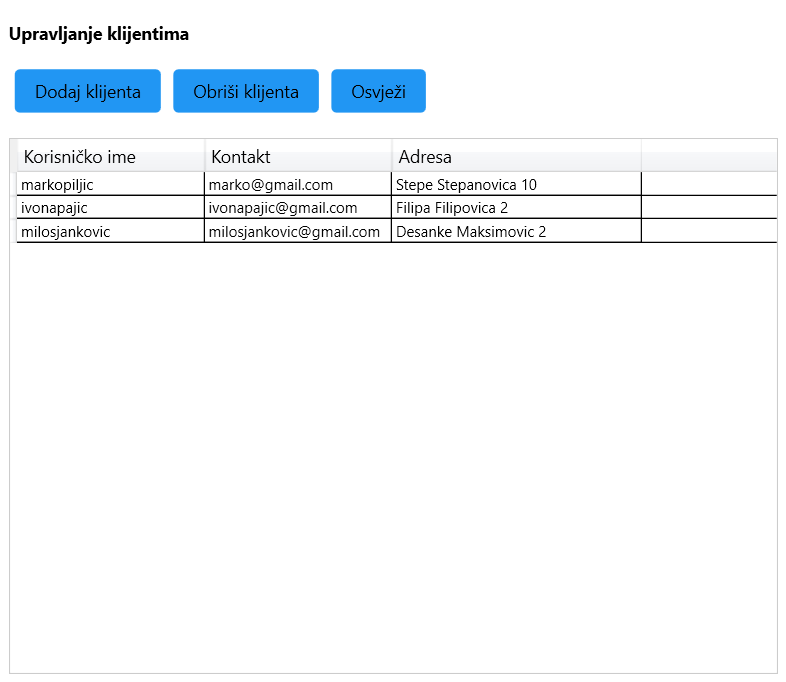 Upravljanje klijentima
Dodaj klijenta Obriši klijenta Osvježi
Korisničko ime Kontakt Adresa
markopiljic marko@gmail.com Stepe Stepanovica 10
ivonapajic ivonapajic@gmail.com Filipa Filipovica 2
milosjankovic milosjankovic@gmail.com Desanke Maksimovic 2